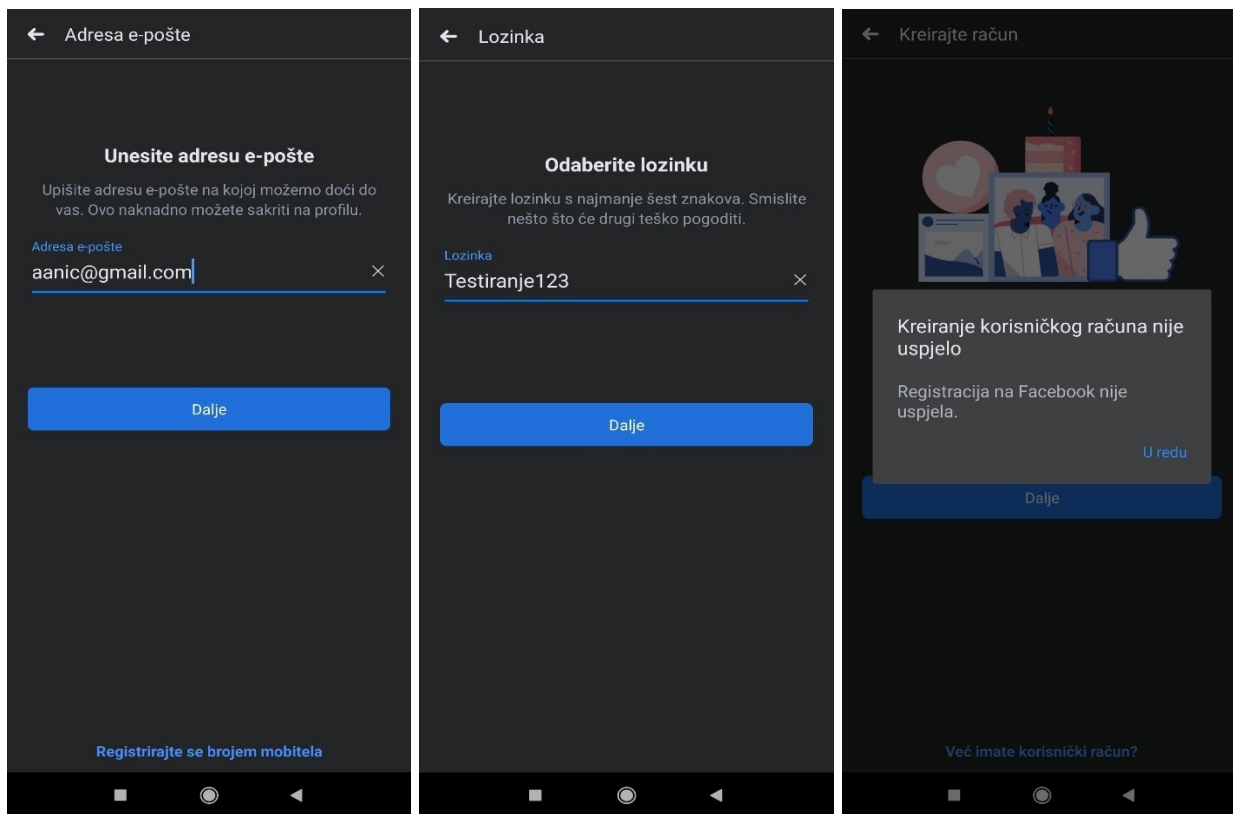 Adresa e-pošte
Unesite adresu e-pošte
Upišite adresu e-pošte na kojoj možemo doći do
vas. Ovo naknadno možete sakriti na profilu.
Adresa e-pošte
aanic@gmail.com
Dalje
Registrirajte se brojem mobitela
Lozinka
Odaberite lozinku
Kreirajte lozinku s najmanje šest znakova. Smislite
nešto što će drugi teško pogoditi.
Lozinka
Testiranje123
Dalje
Kreirajte račun
Kreiranje korisničkog računa nije
uspjelo
Registracija na Facebook nije
uspjela.
U redu
Dalje
Već imate korisnički račun?